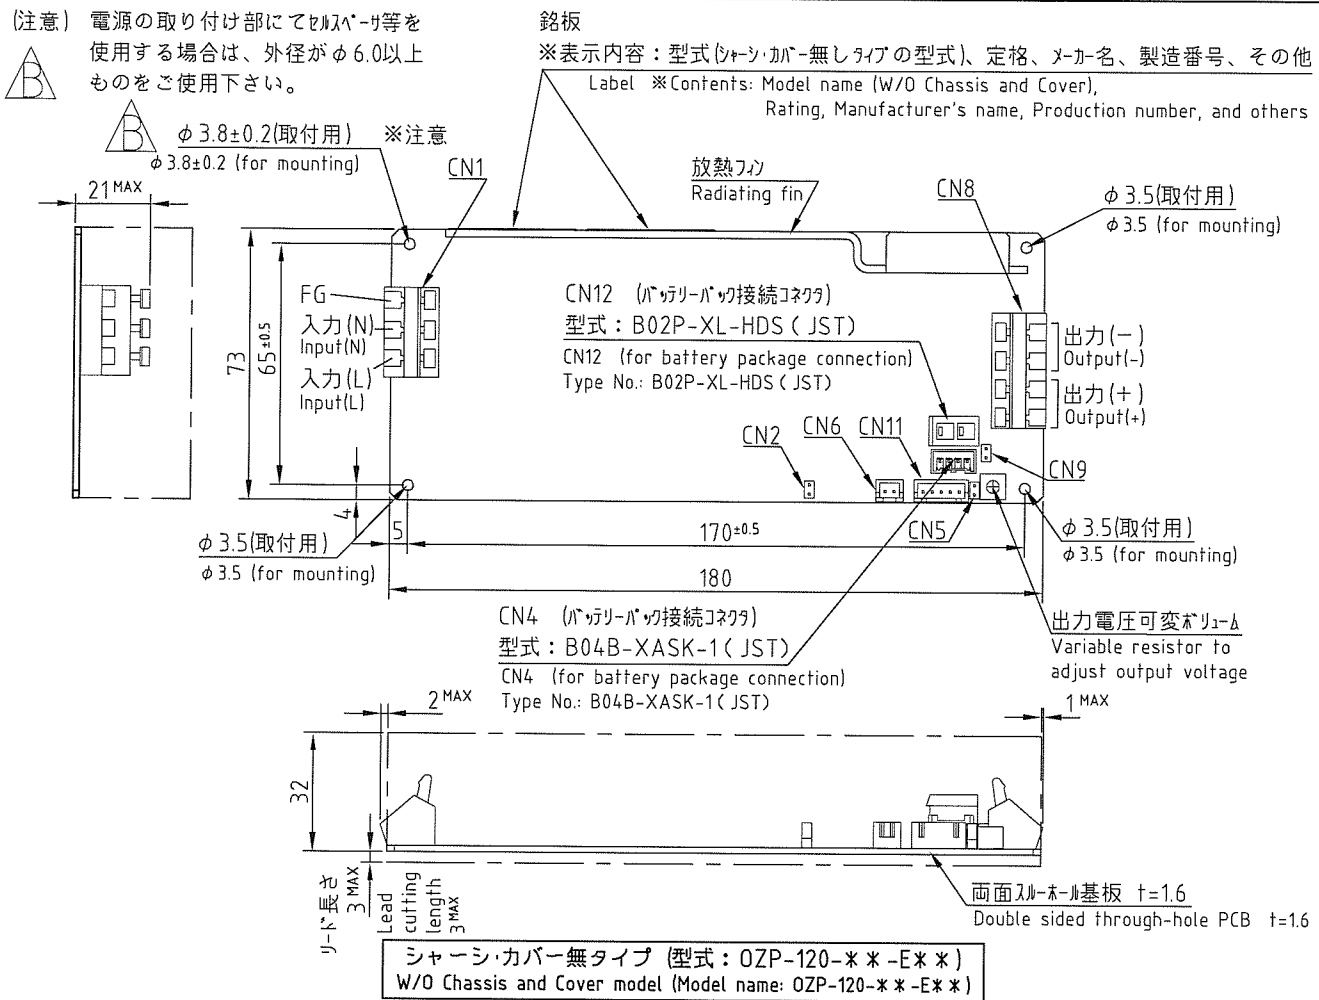 (注意) 電源の取り付け部にてセルスペーサ等を
使用する場合は、外径がφ6.0以上
ものをご使用下さい。
B
銘板
※表示内容：型式(シャーシ・カバー無しタイプの型式)、定格、メーカー名、製造番号、その他
Label ※Contents: Model name (W/O Chassis and Cover),
Rating, Manufacturer's name, Production number, and others
B
φ3.8±0.2(取付用) ※注意
φ3.8±0.2 (for mounting)
21 MAX
CN1
放熱フィン
Radiating fin
CN8
φ3.5(取付用)
φ3.5 (for mounting)
FG
入力(N)
Input(N)
入力(L)
Input(L)
73
65±0.5
CN12 (バッテリーパック接続コネクタ)
型式：B02P-XL-HDS(JST)
CN12 (for battery package connection)
Type No.: B02P-XL-HDS(JST)
出力(-)
Output(-)
出力(+)
Output(+)
CN2
CN6
CN11
CN9
4
5
170±0.5
CN5
φ3.5(取付用)
φ3.5 (for mounting)
φ3.5(取付用)
φ3.5 (for mounting)
180
CN4 (バッテリーパック接続コネクタ)
型式：B04B-XASK-1(JST)
CN4 (for battery package connection)
Type No.: B04B-XASK-1(JST)
出力電圧可変ボリューム
Variable resistor to
adjust output voltage
2 MAX
1 MAX
32
リード長さ
3 MAX
Lead
cutting
length
3 MAX
両面スルーホール基板 t=1.6
Double sided through-hole PCB t=1.6
シャーシ・カバー無タイプ (型式：OZP-120-＊＊-E＊＊)
W/O Chassis and Cover model (Model name: OZP-120-＊＊-E＊＊)